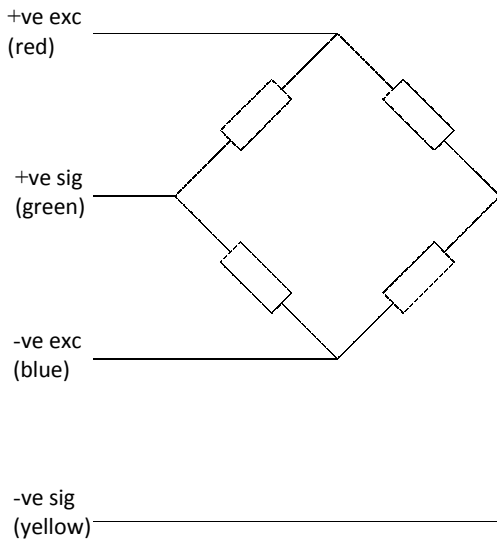 +ve exc
(red)
+ve sig
(green)
-ve exc
(blue)
-ve sig
(yellow)